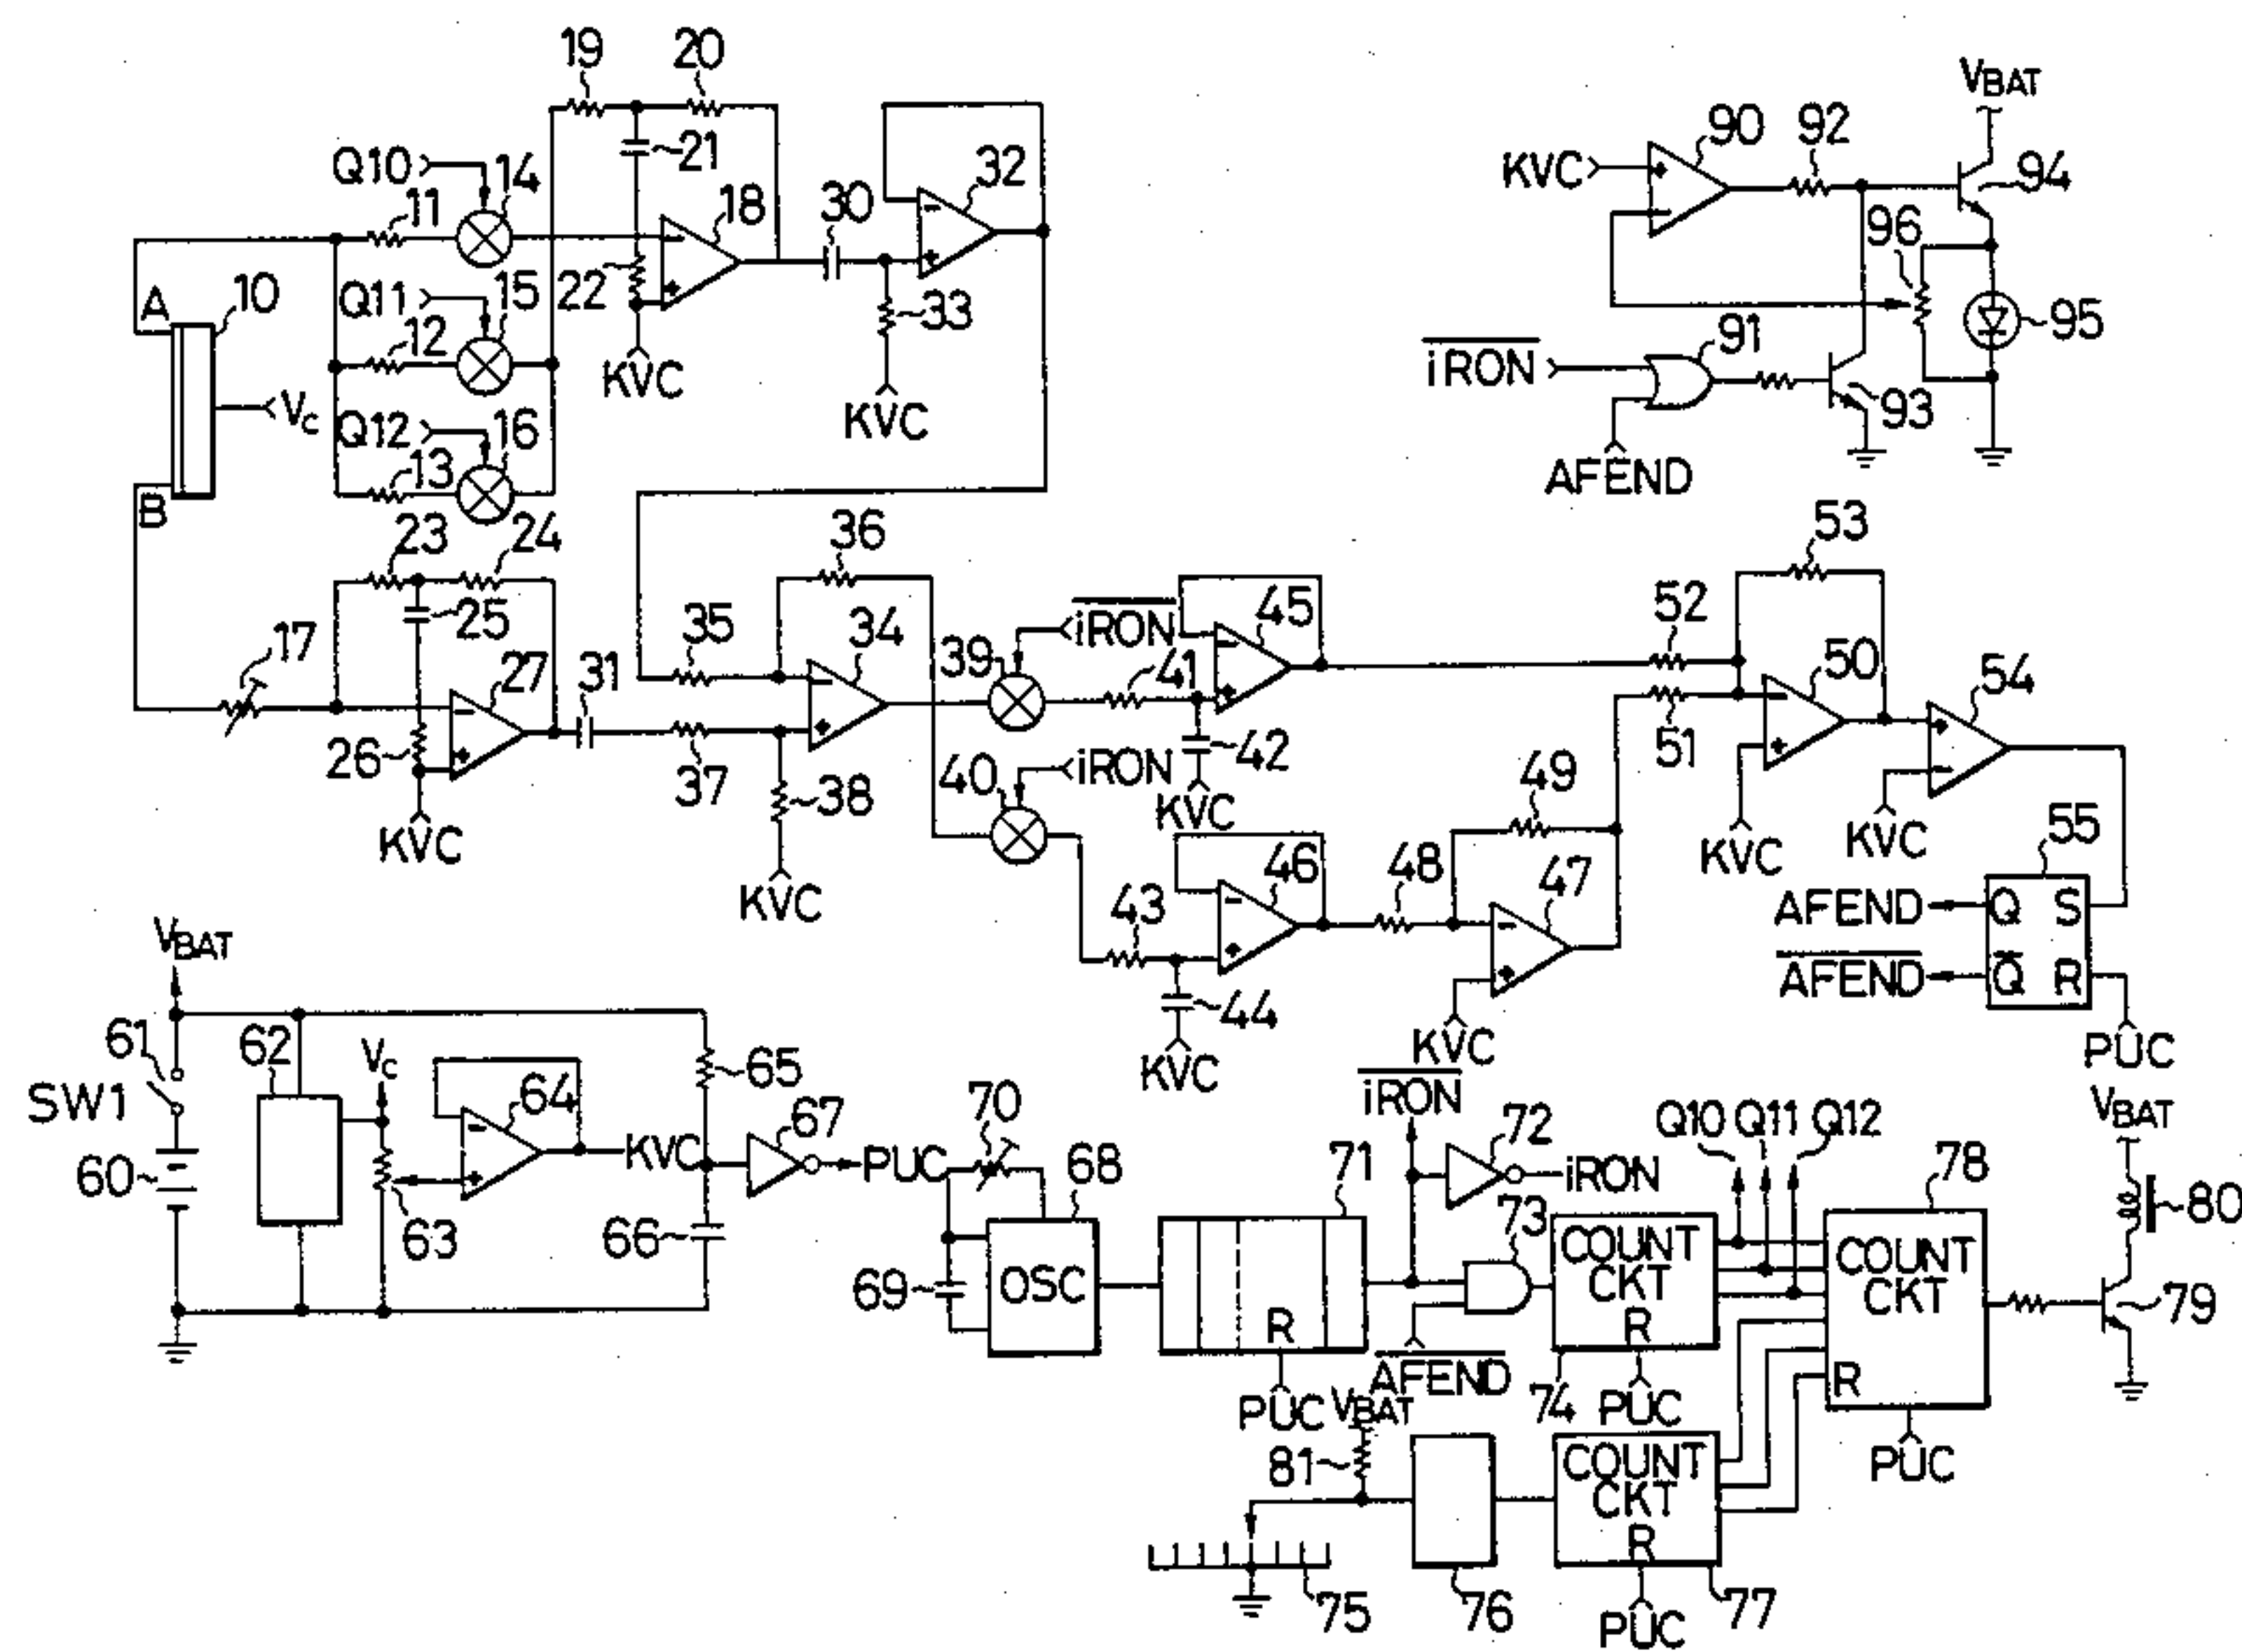 19 20
VBAT
Q10 14 21 32 90 92
KVC 94
11 18 30
96
22
A 10 Q11 15 33 95
12 KVC 91
iRON
Vc Q12 16 KVC 93
13 AFEND
B
23 24 36 53
25 iRON 45 52
17 35 34 39 41 50 54
27 31
26 37 38 40 iRON 42 51
KVC 49 KVC KVC 55
KVC KVC
46 48 47 AFEND Q S
43
VBAT AFEND Q R
44
61 62 Vc KVC KVC PUC
SW1 64 65 iRON VBAT
67 70 72 Q10 Q11 Q12
KVC PUC 68 71 iRON 78
60 63 66 73 80
69 OSC COUNT CKT COUNT CKT
R R 79
AFEND R
PUC VBAT 74 PUC
81 COUNT CKT PUC
R
75 76 77
PUC